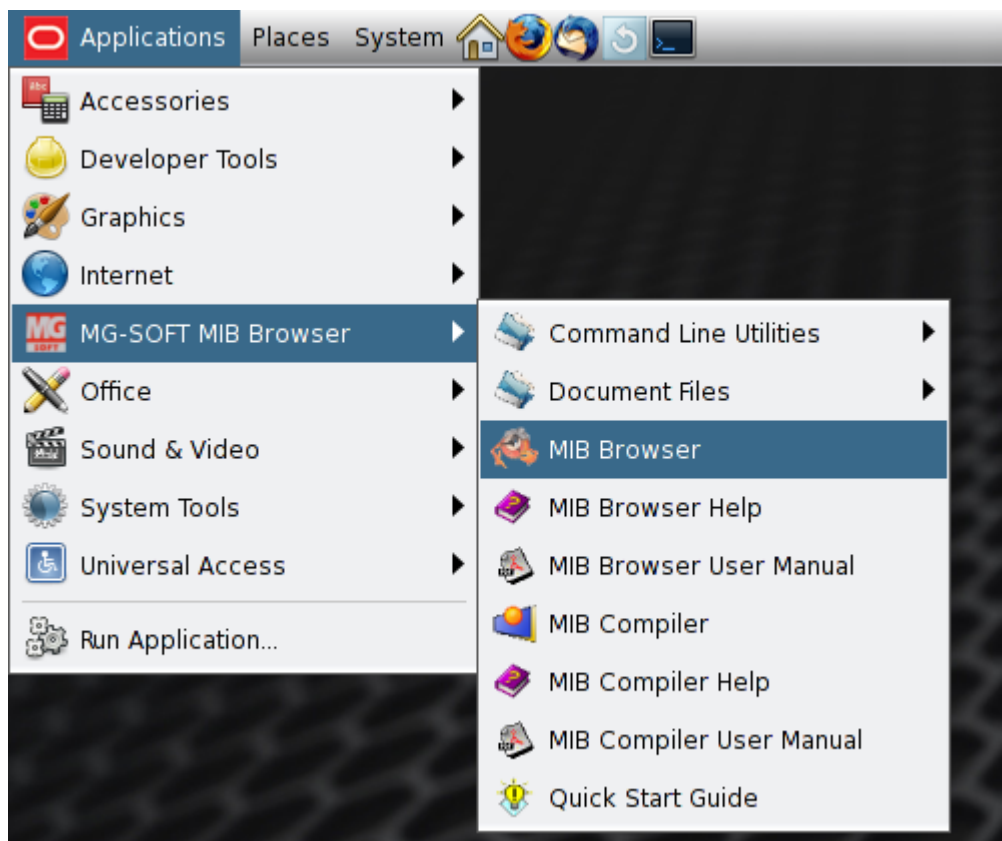 Applications Places System
Accessories
Developer Tools
Graphics
Internet
MG-SOFT MIB Browser
Office
Sound & Video
System Tools
Universal Access
Run Application...
Command Line Utilities
Document Files
MIB Browser
MIB Browser Help
MIB Browser User Manual
MIB Compiler
MIB Compiler Help
MIB Compiler User Manual
Quick Start Guide